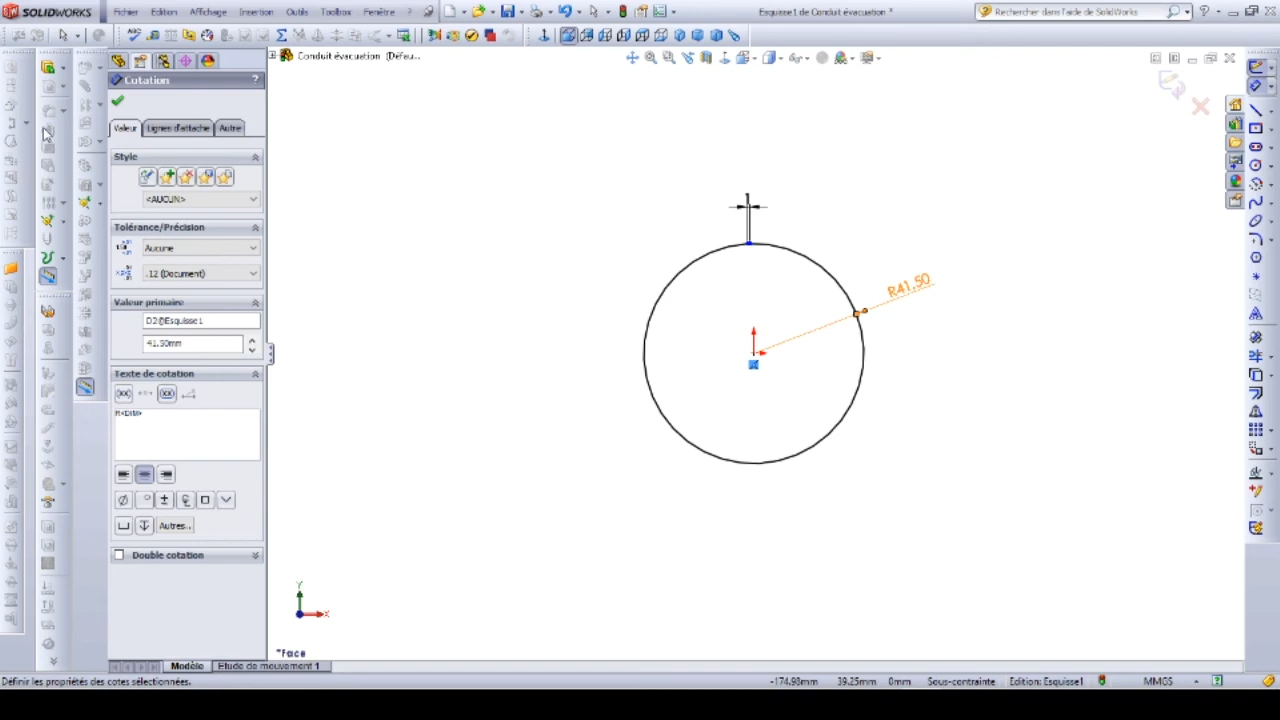 SOLIDWORKS Fichier Edition Affichage Insertion Outils Toolbox Fenêtre ? Esquisse1 de Conduit évacuation * Rechercher dans l'aide de SolidWorks
Conduit évacuation (Défau...
Cotation ?
Valeur Lignes d'attache Autre
Style
<AUCUN>
Tolérance/Précision
Aucune
.12 (Document)
Valeur primaire
D2@Esquisse1
41.50mm
Texte de cotation
R<DIM>
Autres..
Double cotation
1
R41,50
Y
X
*Face
Modèle Etude de mouvement 1
Définir les propriétés des cotes sélectionnées. -174.98mm 39.25mm 0mm Sous-contrainte Edition: Esquisse1 MMGS